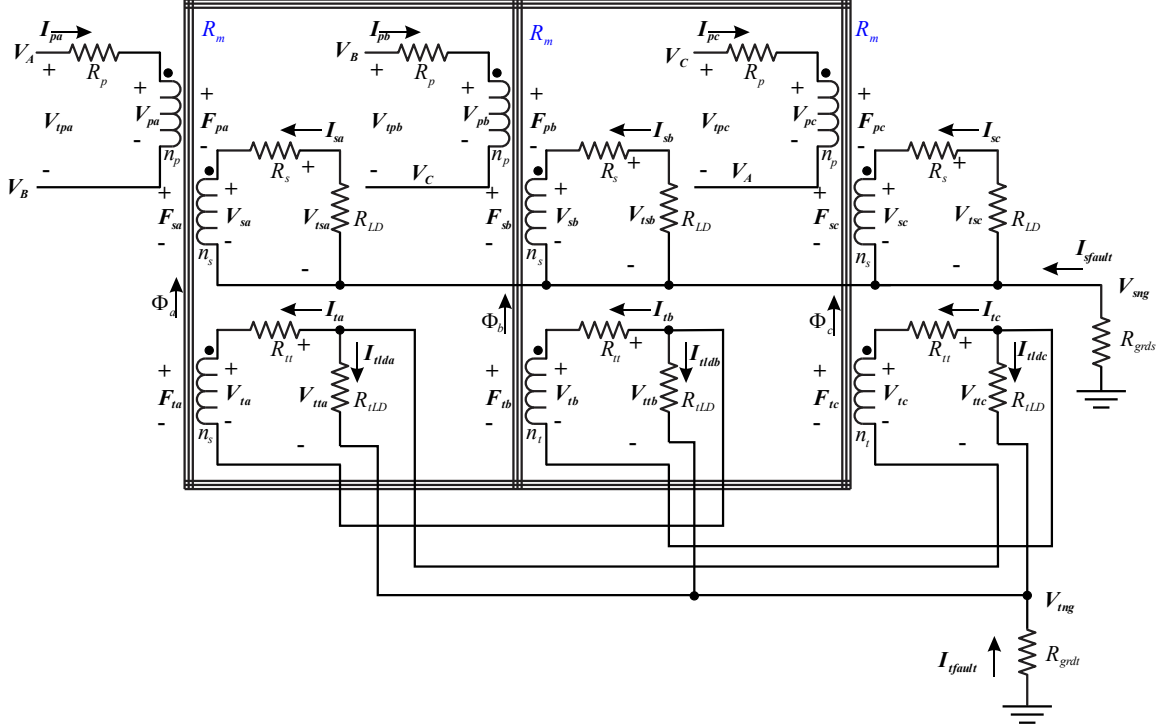 I_pa I_pb I_pc
R_m R_m R_m
V_A V_B V_C
+ + +
R_p R_p R_p
+ + + + + +
V_tpa V_pa F_pa V_tpb V_pb F_pb V_tpc V_pc F_pc
- - - - - -
I_sa I_sb I_sc
n_p n_p n_p
- R_s + - R_s + - R_s +
V_B V_C V_A
+ + + + + +
F_sa V_sa V_tsa R_LD F_sb V_sb V_tsb R_LD F_sc V_sc V_tsc R_LD
- - - - - -
n_s n_s n_s
- - -
I_sfault
V_sng
Φ_a Φ_b Φ_c
I_ta I_tb I_tc
R_tt + R_tt + R_tt +
I_tlda I_tldb I_tldc
R_grds
+ + + + + +
F_ta V_ta V_tta R_tLD F_tb V_tb V_ttb R_tLD F_tc V_tc V_ttc R_tLD
- - - - - -
n_s n_t n_t
- - -
V_tng
I_tfault R_grdt